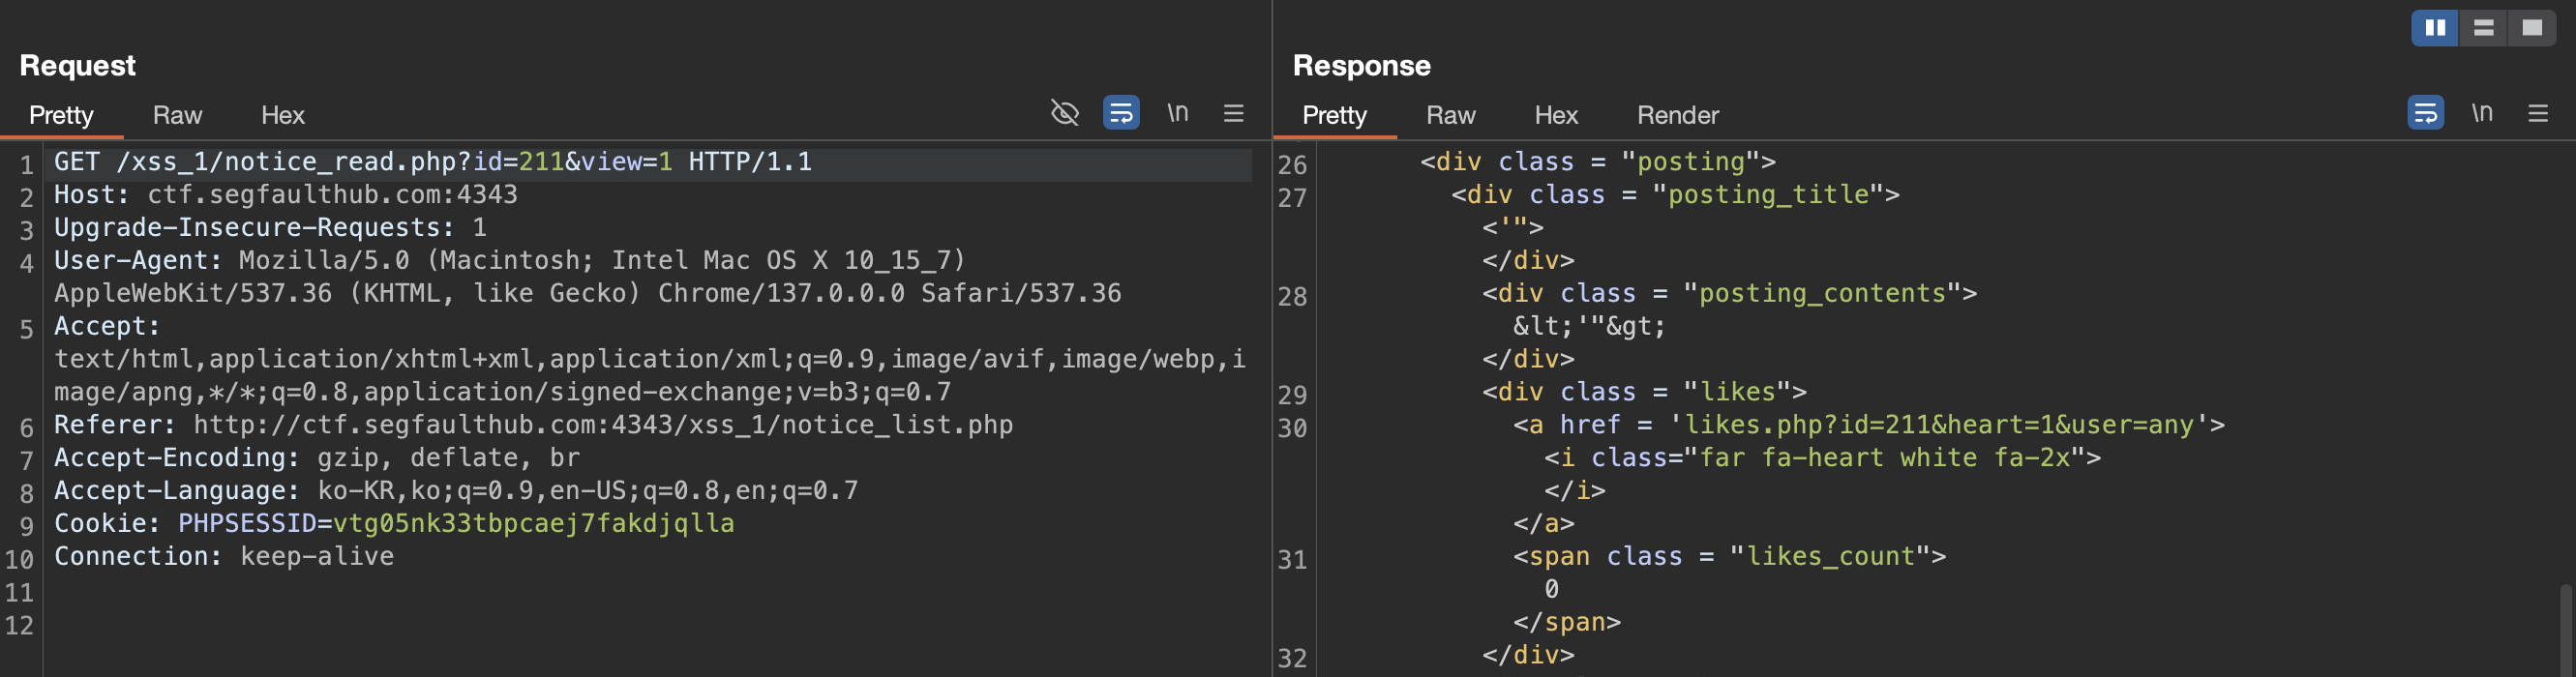 Request
Pretty Raw Hex
\n
1 GET /xss_1/notice_read.php?id=211&view=1 HTTP/1.1
2 Host: ctf.segfaulthub.com:4343
3 Upgrade-Insecure-Requests: 1
4 User-Agent: Mozilla/5.0 (Macintosh; Intel Mac OS X 10_15_7)
AppleWebKit/537.36 (KHTML, like Gecko) Chrome/137.0.0.0 Safari/537.36
5 Accept:
text/html,application/xhtml+xml,application/xml;q=0.9,image/avif,image/webp,i
mage/apng,*/*;q=0.8,application/signed-exchange;v=b3;q=0.7
6 Referer: http://ctf.segfaulthub.com:4343/xss_1/notice_list.php
7 Accept-Encoding: gzip, deflate, br
8 Accept-Language: ko-KR,ko;q=0.9,en-US;q=0.8,en;q=0.7
9 Cookie: PHPSESSID=vtg05nk33tbpcaej7fakdjqlla
10 Connection: keep-alive
11
12
Response
Pretty Raw Hex Render
\n
26 <div class = "posting">
27 <div class = "posting_title">
<'">
</div>
28 <div class = "posting_contents">
&lt;'"&gt;
</div>
29 <div class = "likes">
30 <a href = 'likes.php?id=211&heart=1&user=any'>
<i class="far fa-heart white fa-2x">
</i>
</a>
31 <span class = "likes_count">
0
</span>
32 </div>